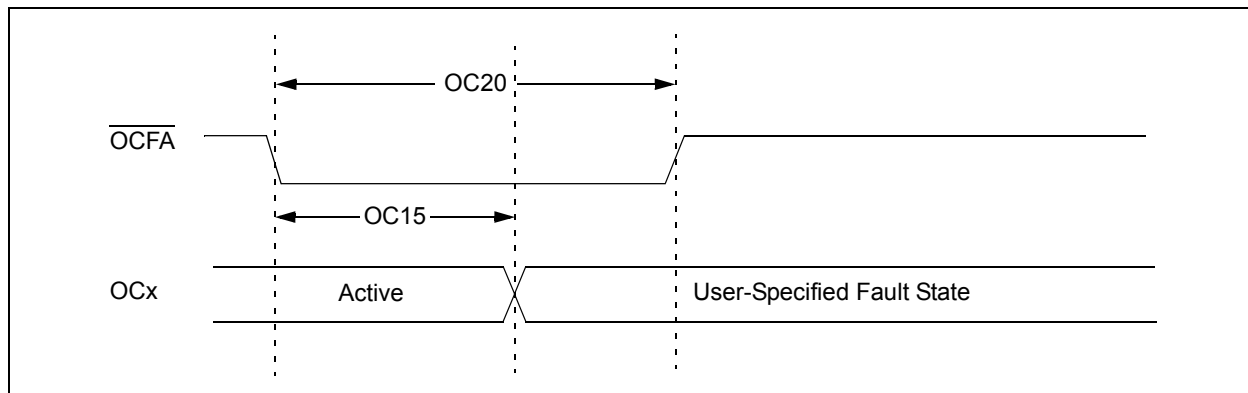 OC20
OCFA
OC15
OCx
Active
User-Specified Fault State